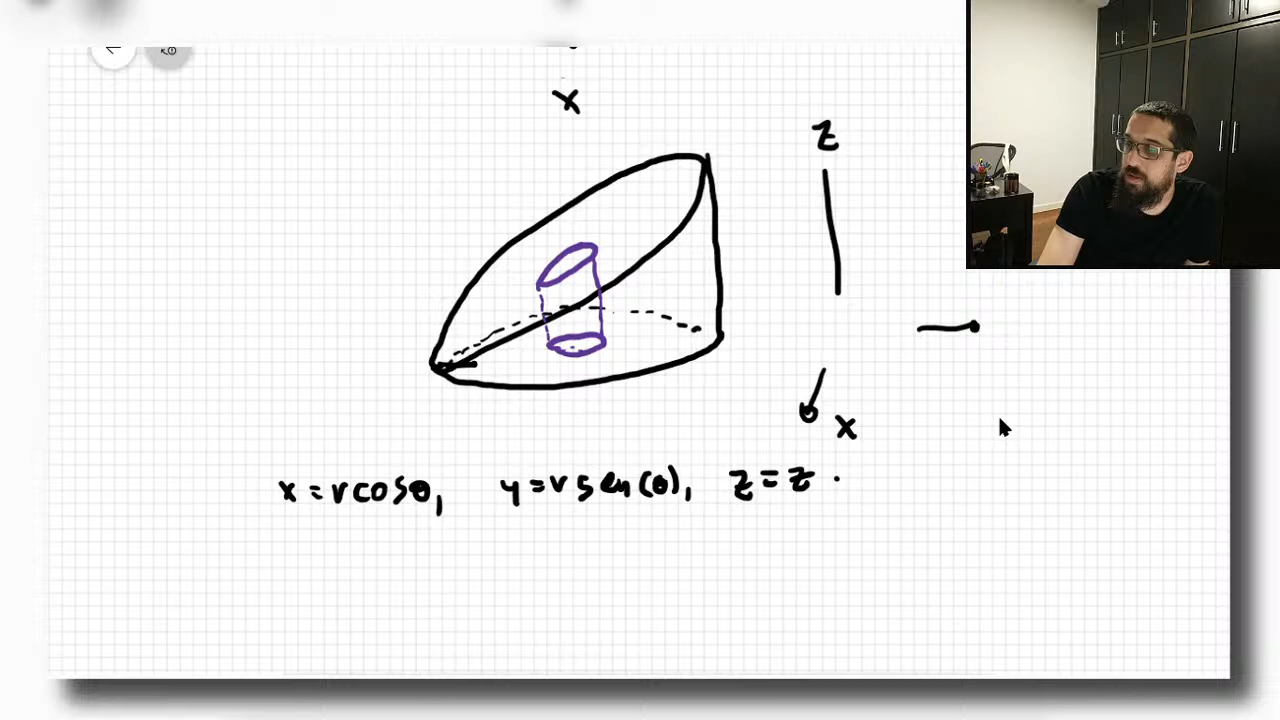 x
z
x
x = r cos θ, y = r sen(θ), z = z